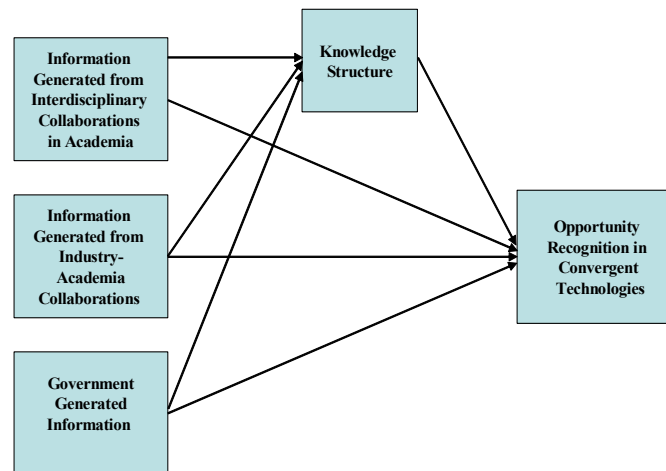 Information
Generated from
Interdisciplinary
Collaborations
in Academia
Knowledge
Structure
Information
Generated from
Industry-
Academia
Collaborations
Opportunity
Recognition in
Convergent
Technologies
Government
Generated
Information